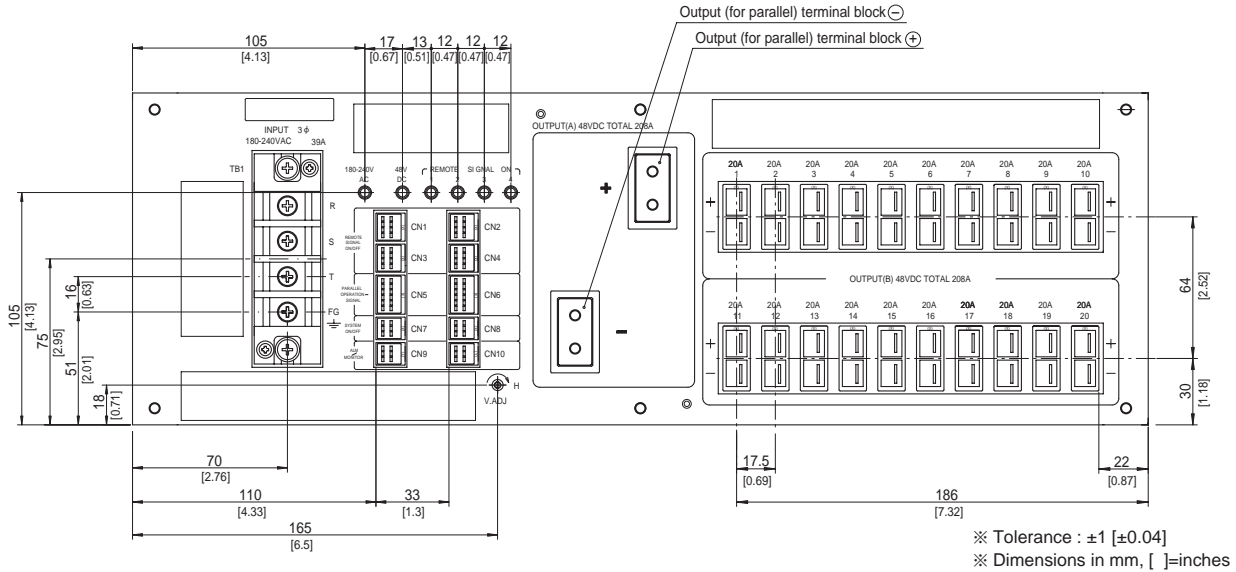 Output (for parallel) terminal block ⊖
Output (for parallel) terminal block ⊕
105
[4.13]
17
[0.67]
13
[0.51]
12
[0.47]
12
[0.47]
12
[0.47]
INPUT 3ϕ
180-240VAC 39A
TB1
R
S
T
FG
180-240V
AC
48V
DC
REMOTE SIGNAL ON
1 2 3 4
REMOTE
SIGNAL
ON/OFF
CN1 CN2
CN3 CN4
PARALLEL
OPERATION
SIGNAL
CN5 CN6
SYSTEM
ON/OFF
CN7 CN8
ALM
MONITOR
CN9 CN10
V.ADJ
H
OUTPUT(A) 48VDC TOTAL 208A
+
-
20A 20A 20A 20A 20A 20A 20A 20A 20A 20A
1 2 3 4 5 6 7 8 9 10
+ +
- -
OUTPUT(B) 48VDC TOTAL 208A
20A 20A 20A 20A 20A 20A 20A 20A 20A 20A
11 12 13 14 15 16 17 18 19 20
+ +
- -
105
[4.13]
75
[2.95]
16
[0.63]
51
[2.01]
18
[0.71]
64
[2.52]
30
[1.18]
70
[2.76]
110
[4.33]
33
[1.3]
165
[6.5]
17.5
[0.69]
22
[0.87]
186
[7.32]
※ Tolerance : ±1 [±0.04]
※ Dimensions in mm, [ ]=inches